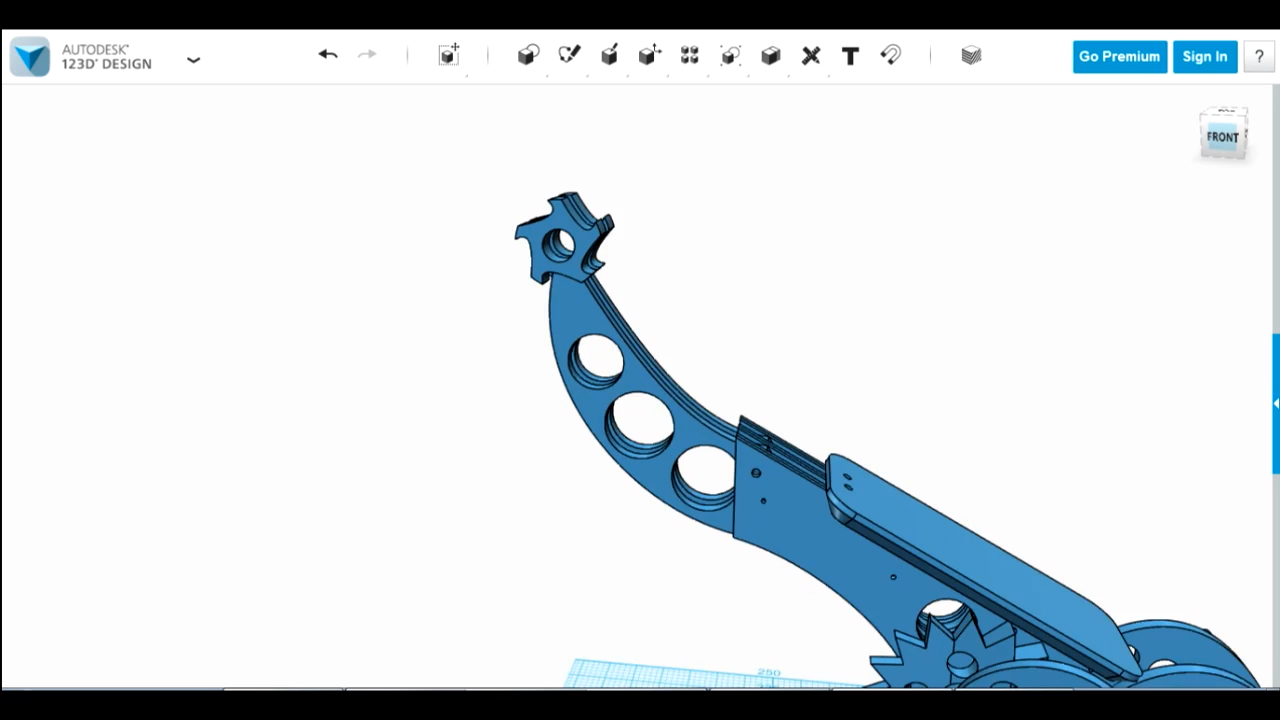 AUTODESK®
123D® DESIGN
T
Go Premium
Sign In
?
FRONT
250